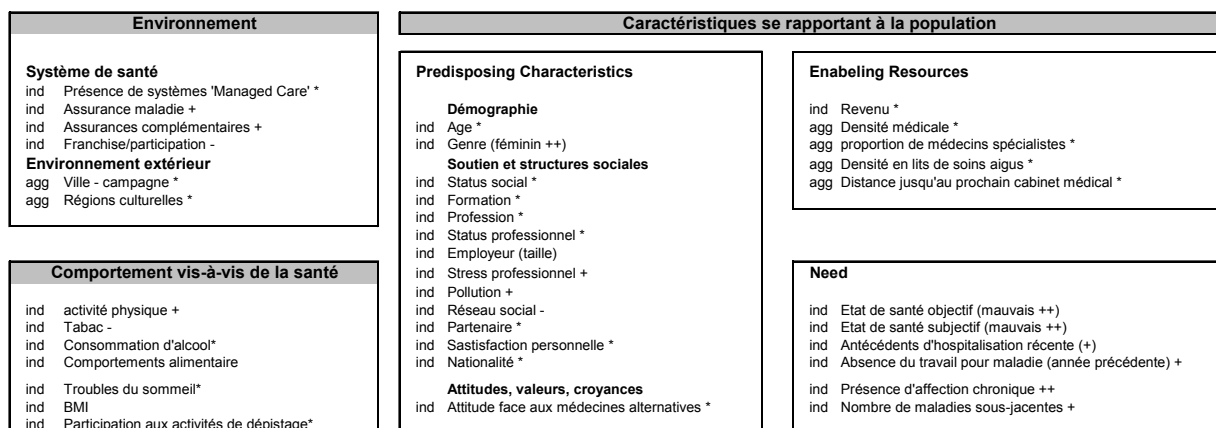 Environnement
Système de santé
ind Présence de systèmes 'Managed Care' *
ind Assurance maladie +
ind Assurances complémentaires +
ind Franchise/participation -
Environnement extérieur
agg Ville - campagne *
agg Régions culturelles *
Comportement vis-à-vis de la santé
ind activité physique +
ind Tabac -
ind Consommation d'alcool*
ind Comportements alimentaire
ind Troubles du sommeil*
ind BMI
ind Participation aux activités de dépistage*
Caractéristiques se rapportant à la population
Predisposing Characteristics
Démographie
ind Age *
ind Genre (féminin ++)
Soutien et structures sociales
ind Status social *
ind Formation *
ind Profession *
ind Status professionnel *
ind Employeur (taille)
ind Stress professionnel +
ind Pollution +
ind Réseau social -
ind Partenaire *
ind Sastisfaction personnelle *
ind Nationalité *
Attitudes, valeurs, croyances
ind Attitude face aux médecines alternatives *
Enabeling Resources
ind Revenu *
agg Densité médicale *
agg proportion de médecins spécialistes *
agg Densité en lits de soins aigus *
agg Distance jusqu'au prochain cabinet médical *
Need
ind Etat de santé objectif (mauvais ++)
ind Etat de santé subjectif (mauvais ++)
ind Antécédents d'hospitalisation récente (+)
ind Absence du travail pour maladie (année précédente) +
ind Présence d'affection chronique ++
ind Nombre de maladies sous-jacentes +